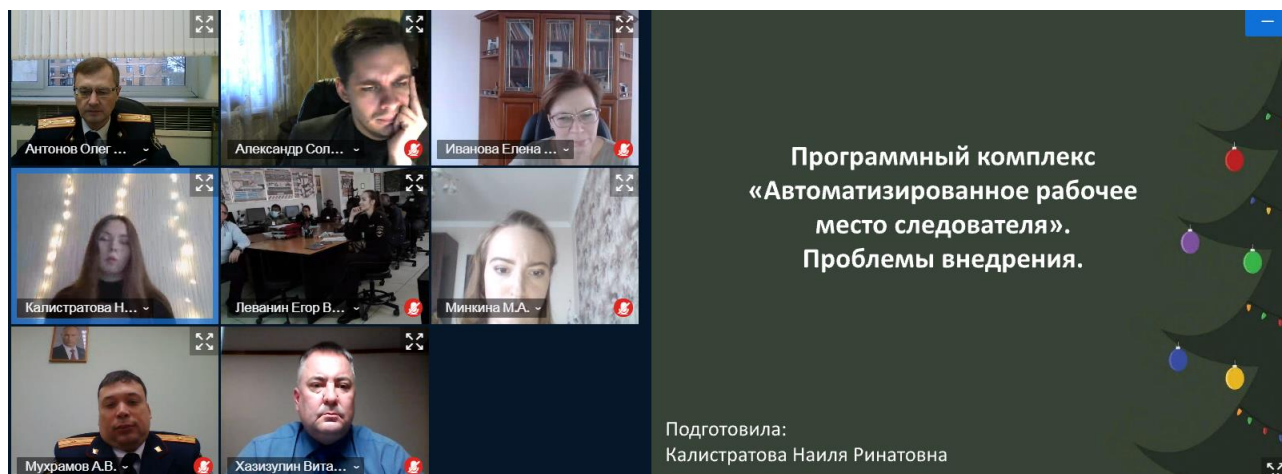 Антонов Олег ...
Александр Сол...
Иванова Елена ...
Калистратова Н...
Леванин Егор В...
Минкина М.А.
Мухрамов А.В.
Хазизулин Вита...
Программный комплекс
«Автоматизированное рабочее
место следователя».
Проблемы внедрения.
Подготовила:
Калистратова Наиля Ринатовна